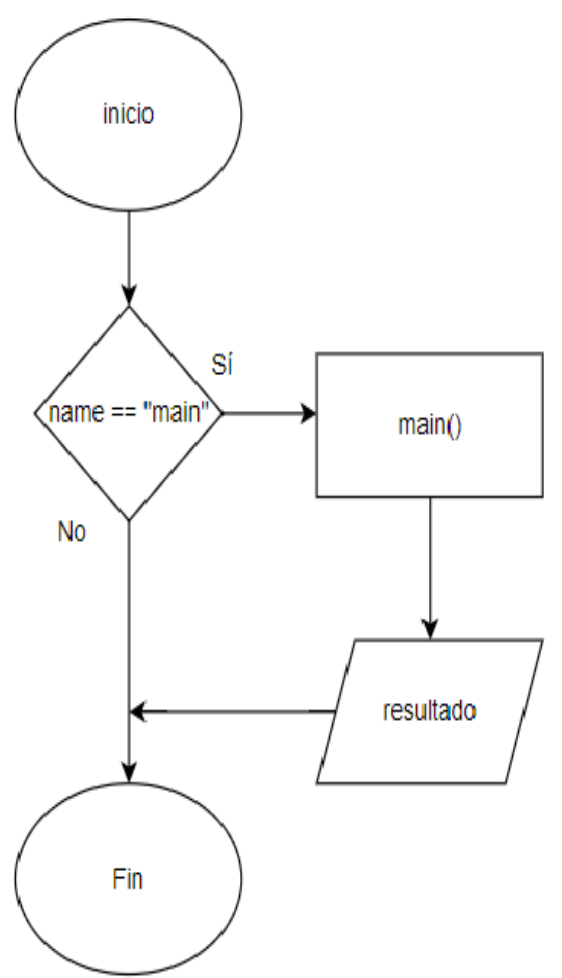 inicio
Sí
name == "main"
main()
No
resultado
Fin